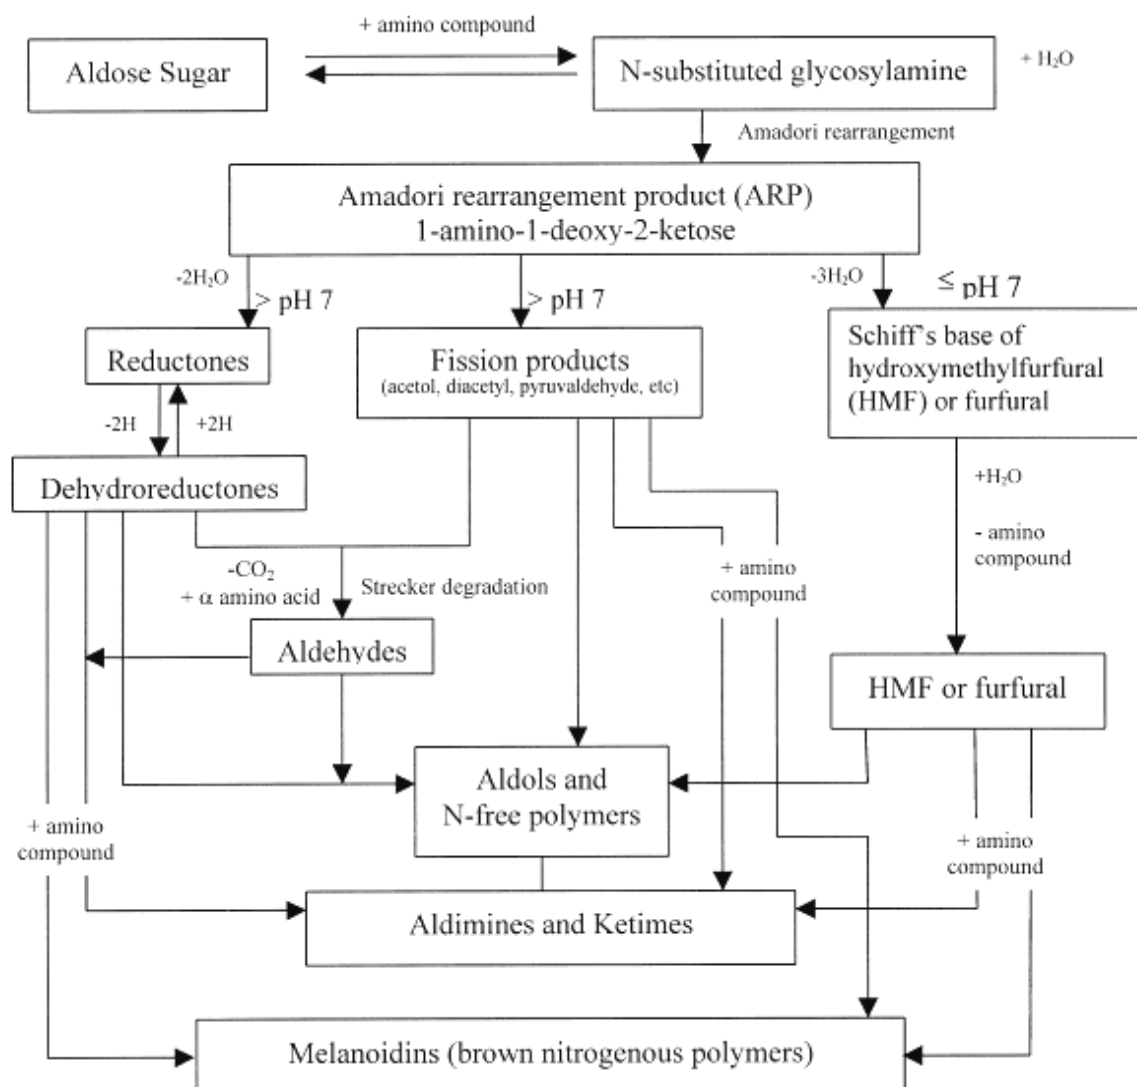 + amino compound
Aldose Sugar
N-substituted glycosylamine
+ H₂O
Amadori rearrangement
Amadori rearrangement product (ARP)
1-amino-1-deoxy-2-ketose
-2H₂O
> pH 7
> pH 7
-3H₂O
≤ pH 7
Reductones
Fission products
(acetol, diacetyl, pyruvaldehyde, etc)
Schiff's base of
hydroxymethylfurfural
(HMF) or furfural
-2H
+2H
Dehydroreductones
+H₂O
- amino
compound
-CO₂
+ α amino acid
Strecker degradation
+ amino
compound
Aldehydes
HMF or furfural
Aldols and
N-free polymers
+ amino
compound
+ amino
compound
Aldimines and Ketimes
Melanoidins (brown nitrogenous polymers)